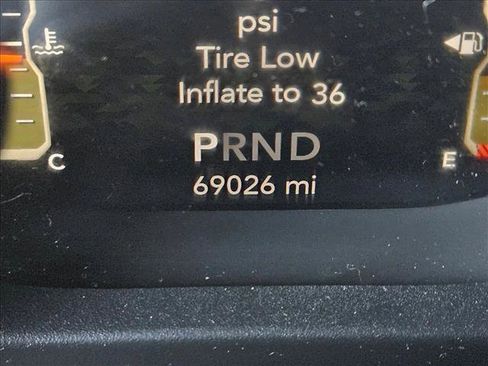 psi
Tire Low
Inflate to 36
PRND
C
E
69026 mi